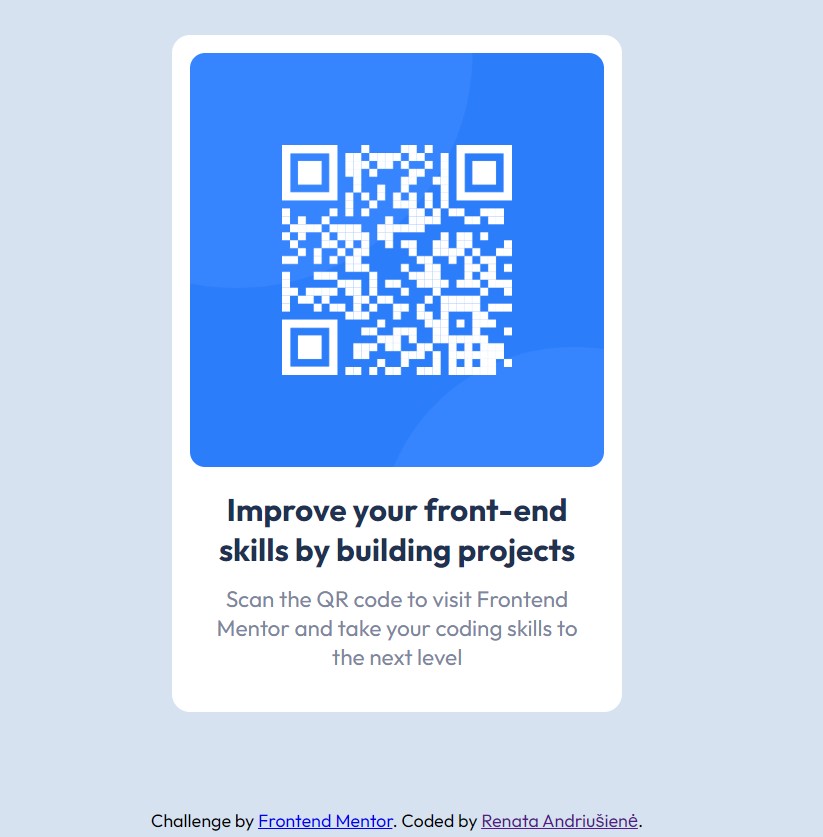 Improve your front-end
skills by building projects
Scan the QR code to visit Frontend
Mentor and take your coding skills to
the next level
Challenge by Frontend Mentor. Coded by Renata Andriušienė.